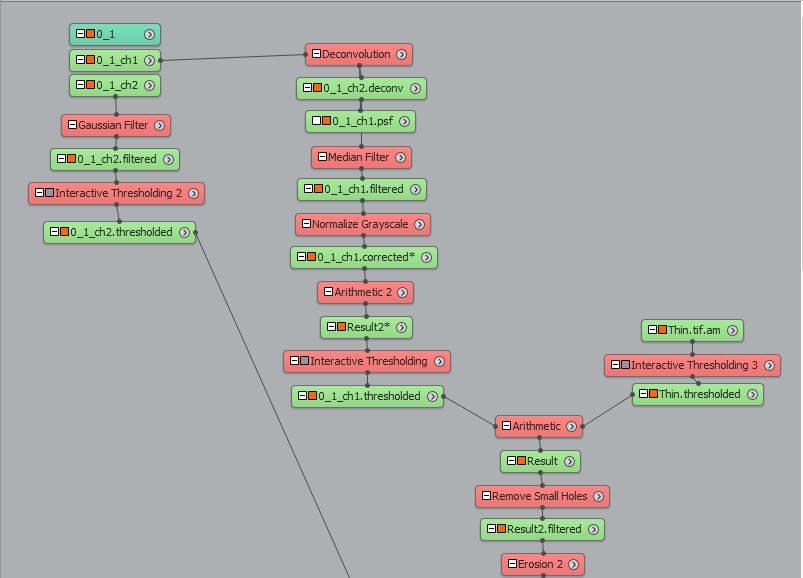 0_1
0_1_ch1
0_1_ch2
Gaussian Filter
0_1_ch2.filtered
Interactive Thresholding 2
0_1_ch2.thresholded
Deconvolution
0_1_ch2.deconv
0_1_ch1.psf
Median Filter
0_1_ch1.filtered
Normalize Grayscale
0_1_ch1.corrected*
Arithmetic 2
Result2*
Interactive Thresholding
0_1_ch1.thresholded
Thin.tif.am
Interactive Thresholding 3
Thin.thresholded
Arithmetic
Result
Remove Small Holes
Result2.filtered
Erosion 2